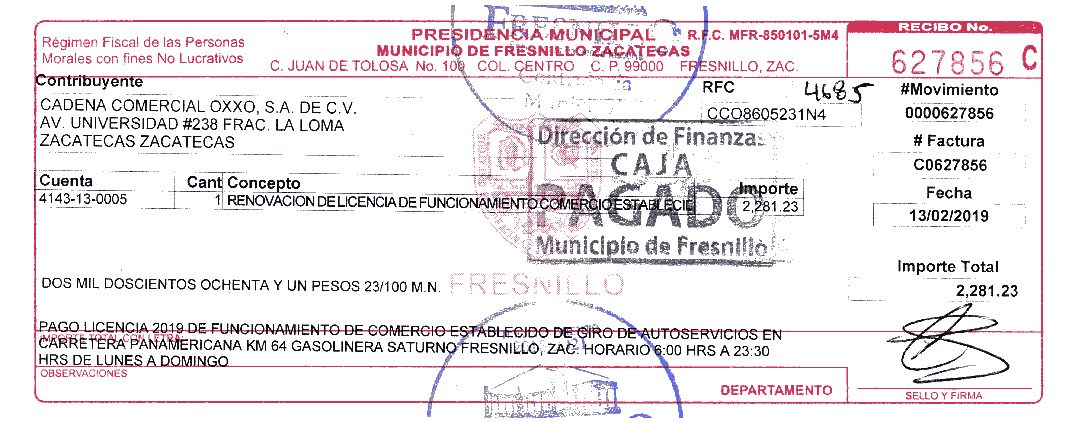 FRESNILLO
RECIBO No.
PRESIDENCIA MUNICIPAL R.F.C. MFR-850101-5M4
Régimen Fiscal de las Personas
Morales con fines No Lucrativos
MUNICIPIO DE FRESNILLO ZACATECAS
C. JUAN DE TOLOSA No. 100 COL. CENTRO C. P. 99000 FRESNILLO, ZAC.
627856 C
Contribuyente
RFC
4685
CCO8605231N4
#Movimiento
0000627856
CADENA COMERCIAL OXXO, S.A. DE C.V.
AV. UNIVERSIDAD #238 FRAC. LA LOMA
ZACATECAS ZACATECAS
Dirección de Finanzas
CAJA
PAGADO
Municipio de Fresnillo
# Factura
C0627856
Fecha
13/02/2019
Cuenta Cant Concepto Importe
4143-13-0005 1 RENOVACION DE LICENCIA DE FUNCIONAMIENTO COMERCIO ESTABLECIE 2,281.23
Importe Total
2,281.23
DOS MIL DOSCIENTOS OCHENTA Y UN PESOS 23/100 M.N.
FRESNILLO
IMPORTE TOTAL CON LETRA
PAGO LICENCIA 2019 DE FUNCIONAMIENTO DE COMERCIO ESTABLECIDO DE GIRO DE AUTOSERVICIOS EN
CARRETERA PANAMERICANA KM 64 GASOLINERA SATURNO FRESNILLO, ZAC. HORARIO 6:00 HRS A 23:30
HRS DE LUNES A DOMINGO
OBSERVACIONES
DEPARTAMENTO
SELLO Y FIRMA